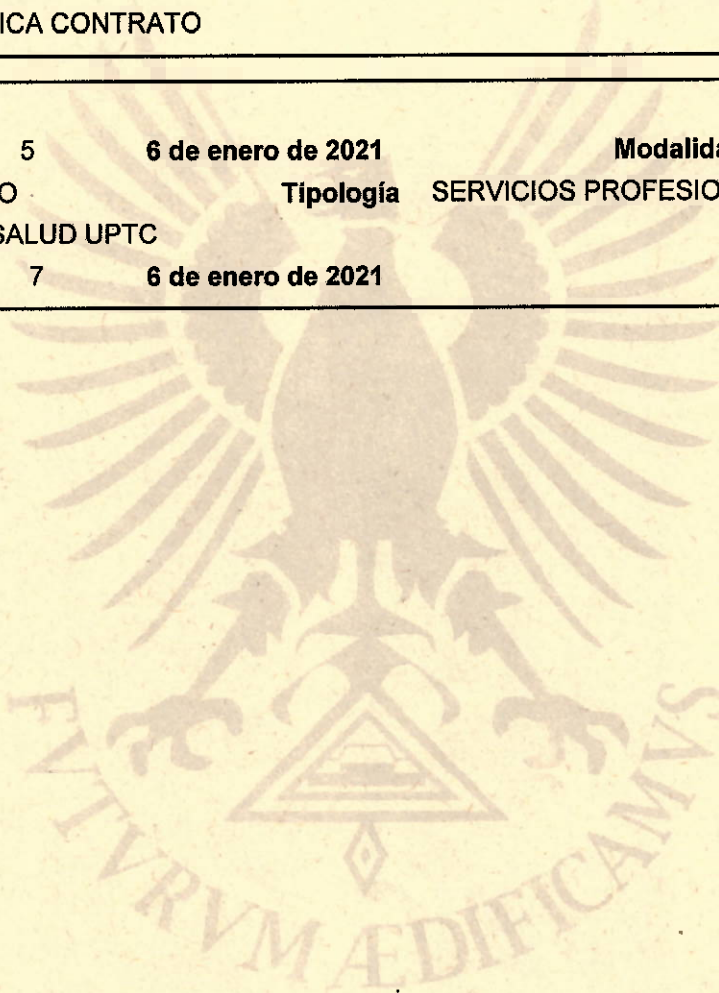 ICA CONTRATO
5 6 de enero de 2021 Modalida
O Tipología SERVICIOS PROFESIO
SALUD UPTC
7 6 de enero de 2021
FVTVRVM ÆDIFICAMVS